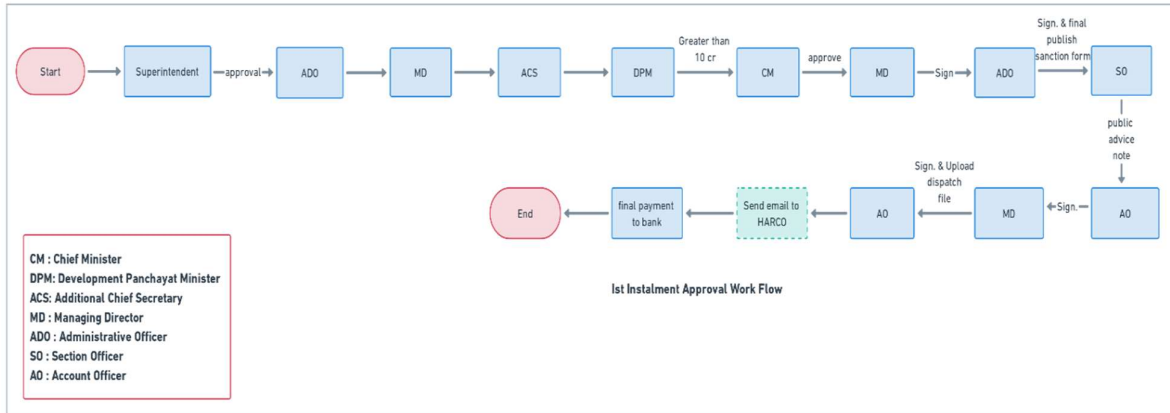 Start
Superintendent
approval
ADO
MD
ACS
DPM
Greater than
10 cr
CM
approve
MD
Sign
ADO
Sign. & final
publish
sanction form
SO
public
advice
note
AO
Sign.
MD
Sign. & Upload
dispatch
file
AO
Send email to
HARCO
final payment
to bank
End
Ist Instalment Approval Work Flow
CM : Chief Minister
DPM: Development Panchayat Minister
ACS: Additional Chief Secretary
MD : Managing Director
ADO : Administrative Officer
SO : Section Officer
AO : Account Officer